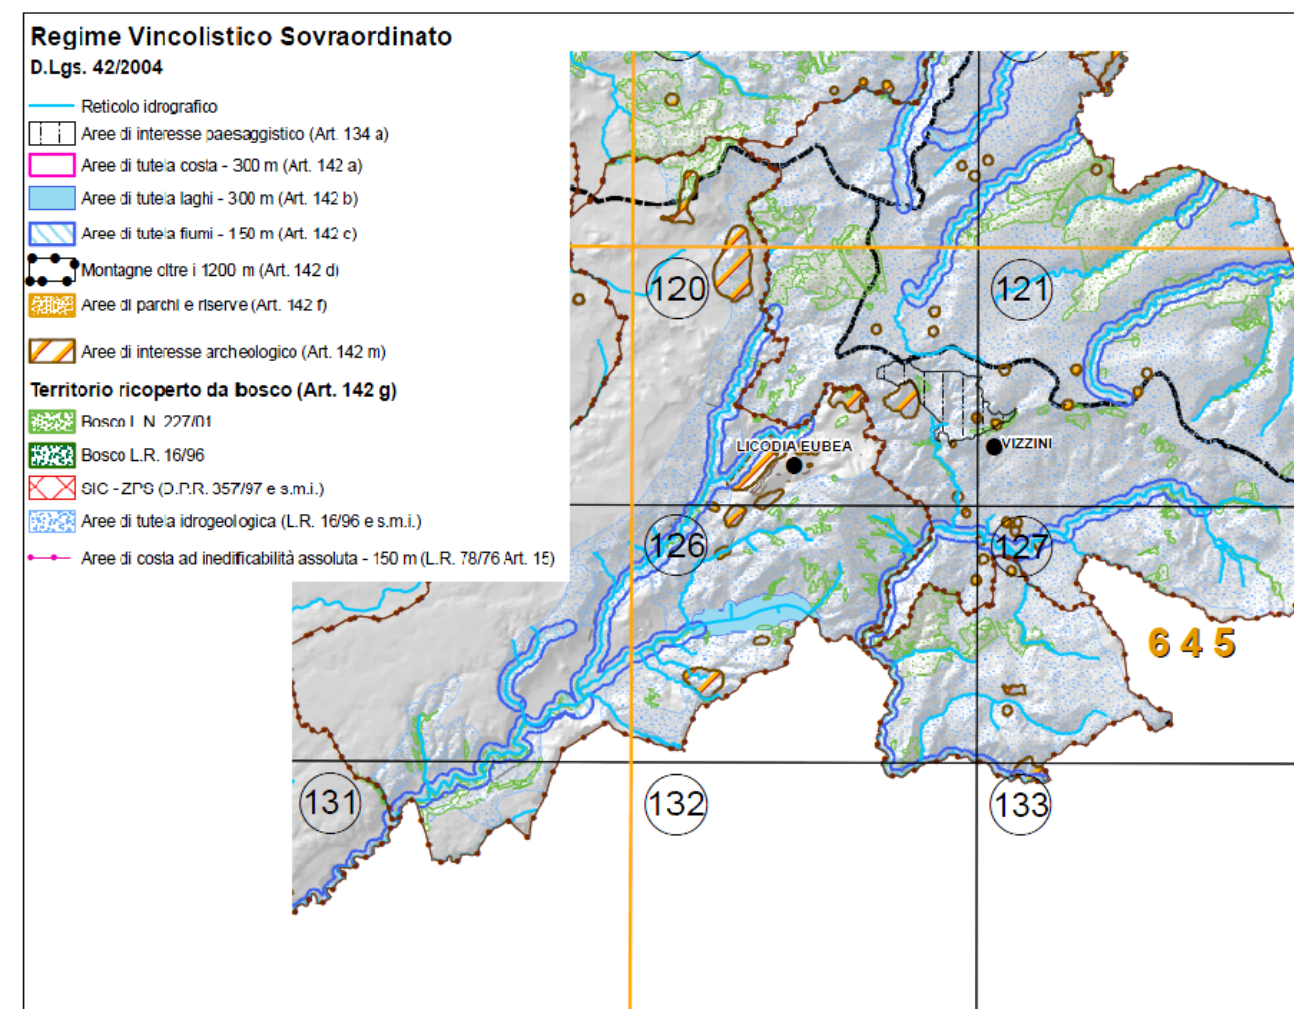 Regime Vincolistico Sovraordinato
D.Lgs. 42/2004
Reticolo idrografico
Aree di interesse paesaggistico (Art. 134 a)
Aree di tutela costa - 300 m (Art. 142 a)
Aree di tutela laghi - 300 m (Art. 142 b)
Aree di tutela fiumi - 150 m (Art. 142 c)
Montagne oltre i 1200 m (Art. 142 d)
Aree di parchi e riserve (Art. 142 f)
Aree di interesse archeologico (Art. 142 m)
Territorio ricoperto da bosco (Art. 142 g)
Bosco L.N. 227/01
Bosco L.R. 16/96
SIC - ZPS (D.P.R. 357/97 e s.m.i.)
Aree di tutela idrogeologica (L.R. 16/96 e s.m.i.)
Aree di costa ad inedificabilità assoluta - 150 m (L.R. 78/76 Art. 15)
120
121
LICODIA EUBEA
VIZZINI
126
127
645
131
132
133